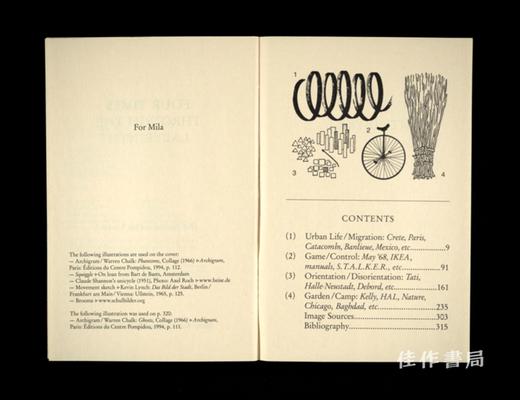 For Mila
The following illustrations are used on the cover:
– Archigram / Warren Chalk: Phantoms, Collage (1966) » Archigram,
Paris: Éditions du Centre Pompidou, 1994, p. 112.
– Spriggle » On loan from Bart de Baets, Amsterdam
– Claude Shannon's unicycle (1951), Photo: Axel Roch » www.heise.de
– Movement sketch » Kevin Lynch: Das Bild der Stadt, Berlin /
Frankfurt am Main / Vienna: Ullstein, 1965, p. 125.
– Brooms » www.schulbilder.org
The following illustration was used on p. 320:
– Archigram / Warren Chalk: Ghosts, Collage (1966) » Archigram,
Paris: Éditions du Centre Pompidou, 1994, p. 111.
1
2
3
4
CONTENTS
(1) Urban Life / Migration: Crete, Paris,
Catacombs, Banlieue, Mexico, etc. 9
(2) Game / Control: May '68, IKEA,
manuals, S.T.A.L.K.E.R., etc. 91
(3) Orientation / Disorientation: Tati,
Halle-Neustadt, Debord, etc. 161
(4) Garden / Camp: Kelly, HAL, Nature,
Chicago, Baghdad, etc. 235
Image Sources 303
Bibliography 315
佳作書局